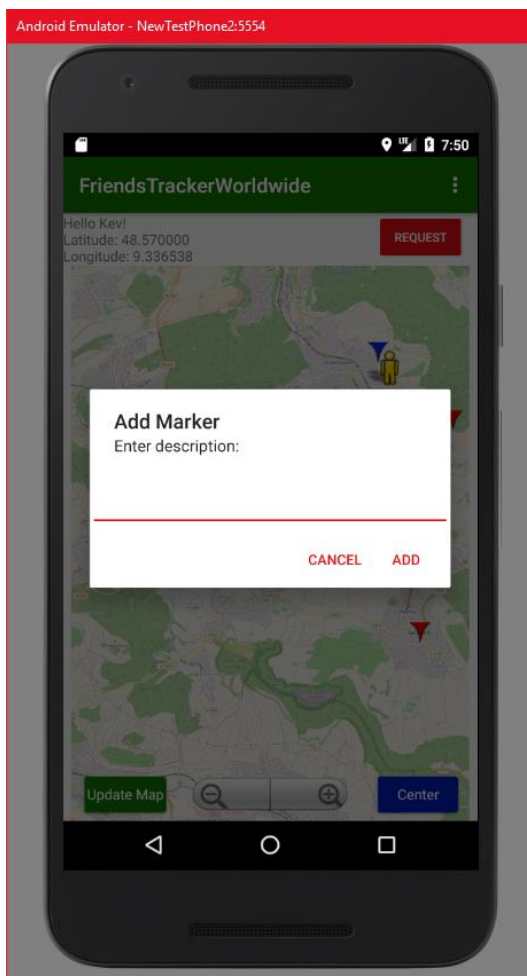 Android Emulator - NewTestPhone2:5554
LTE 7:50
FriendsTrackerWorldwide
Hello Kev!
Latitude: 48.570000
Longitude: 9.336538
REQUEST
Add Marker
Enter description:
CANCEL ADD
Update Map Center